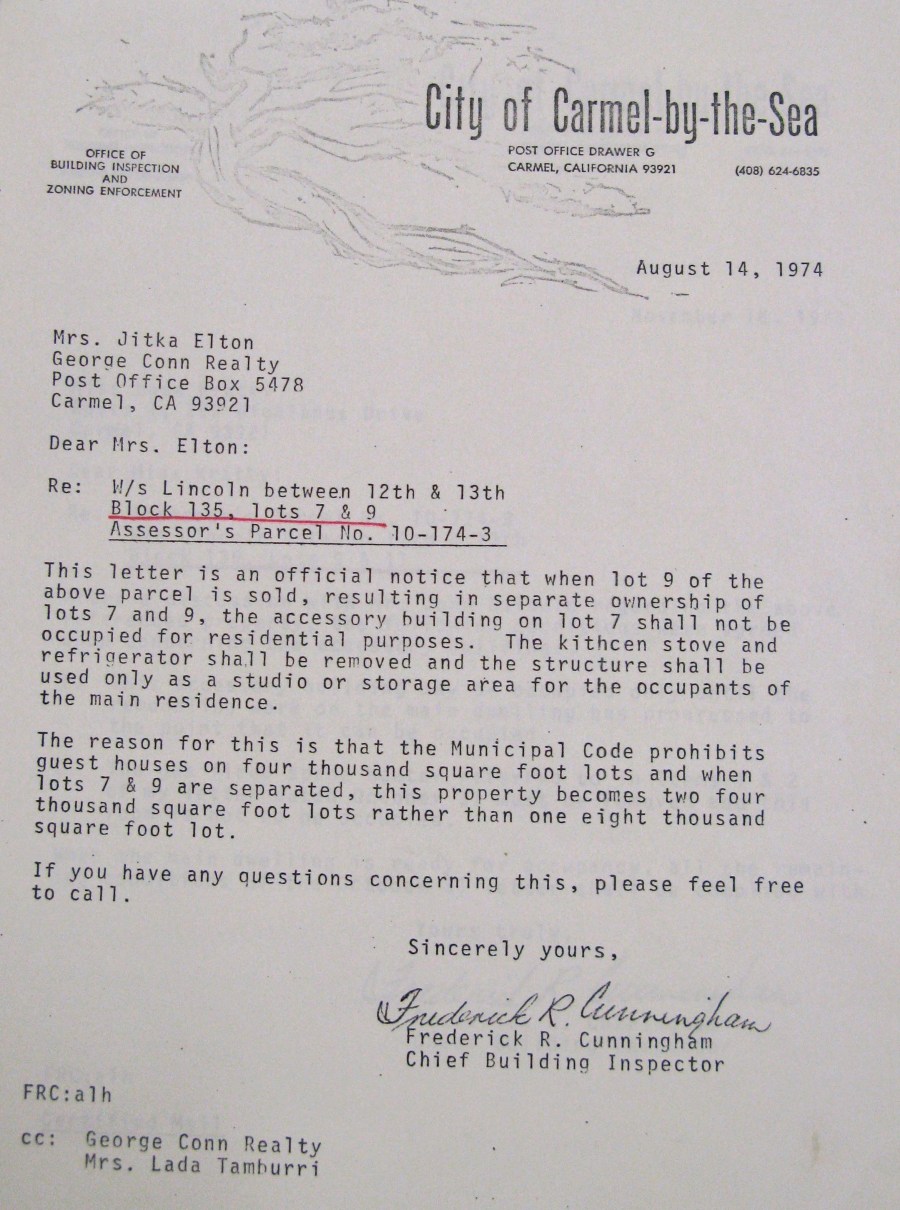 City of Carmel-by-the-Sea
OFFICE OF
BUILDING INSPECTION
AND
ZONING ENFORCEMENT
POST OFFICE DRAWER G
CARMEL, CALIFORNIA 93921 (408) 624-6835
August 14, 1974
Mrs. Jitka Elton
George Conn Realty
Post Office Box 5478
Carmel, CA 93921
Dear Mrs. Elton:
Re: W/s Lincoln between 12th & 13th
Block 135, lots 7 & 9
Assessor's Parcel No. 10-174-3
This letter is an official notice that when lot 9 of the
above parcel is sold, resulting in separate ownership of
lots 7 and 9, the accessory building on lot 7 shall not be
occupied for residential purposes. The kithcen stove and
refrigerator shall be removed and the structure shall be
used only as a studio or storage area for the occupants of
the main residence.
The reason for this is that the Municipal Code prohibits
guest houses on four thousand square foot lots and when
lots 7 & 9 are separated, this property becomes two four
thousand square foot lots rather than one eight thousand
square foot lot.
If you have any questions concerning this, please feel free
to call.
Sincerely yours,
Frederick R. Cunningham
Frederick R. Cunningham
Chief Building Inspector
FRC:alh
cc: George Conn Realty
Mrs. Lada Tamburri